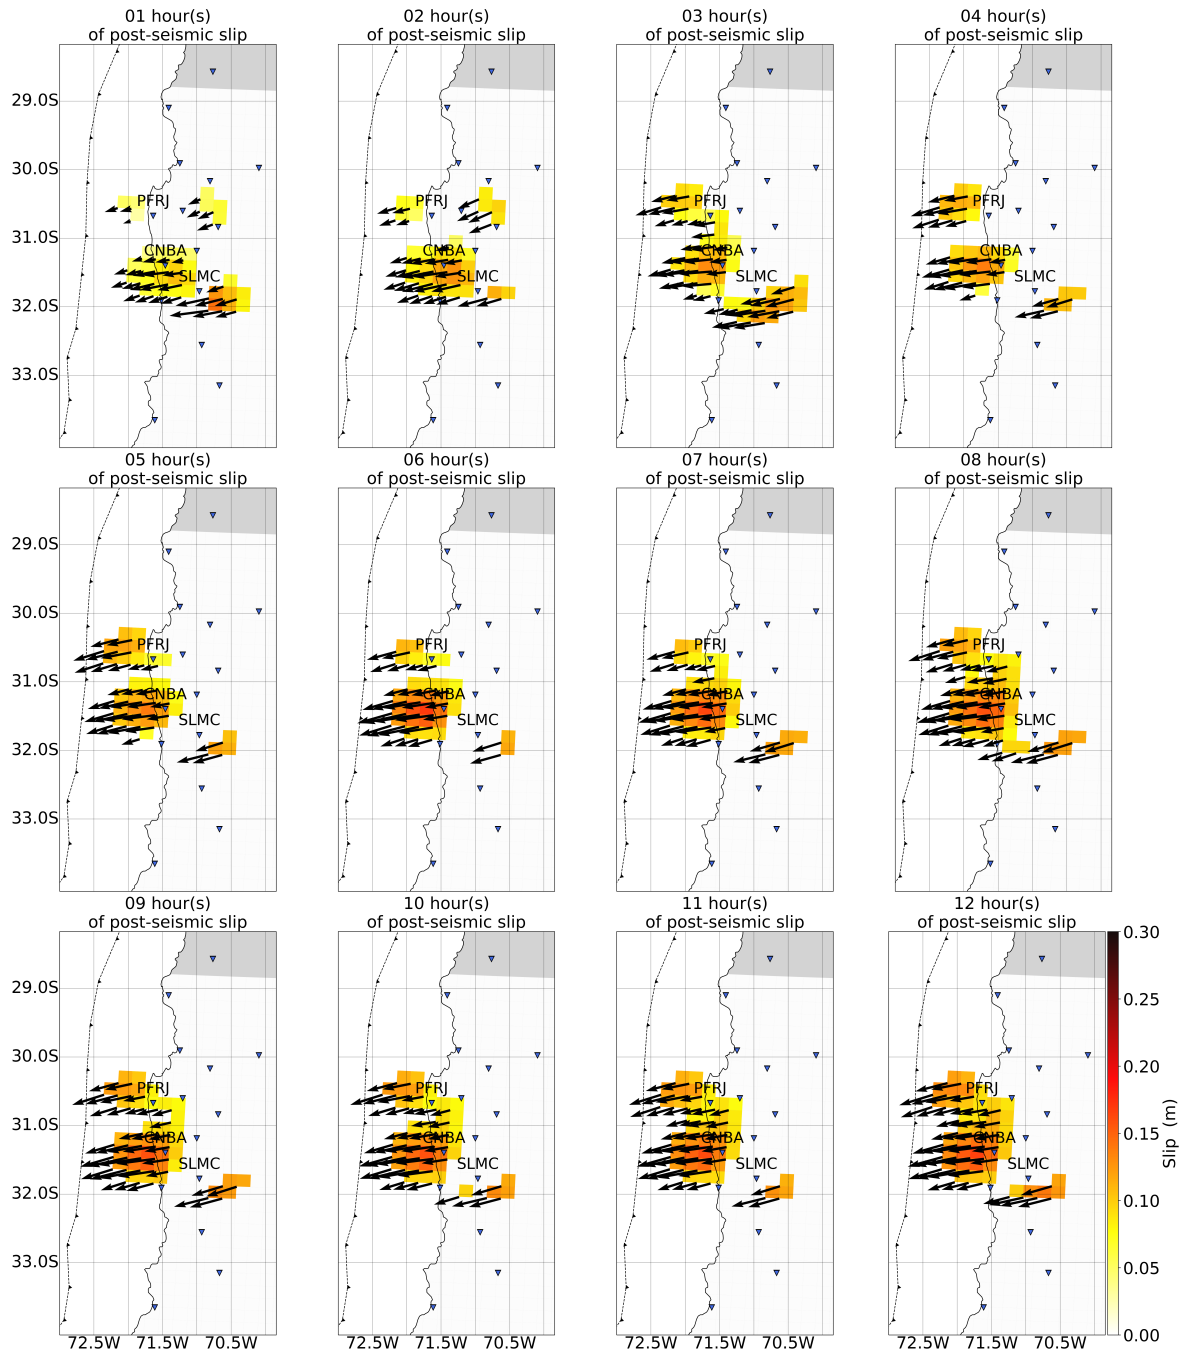 01 hour(s)
of post-seismic slip
02 hour(s)
of post-seismic slip
03 hour(s)
of post-seismic slip
04 hour(s)
of post-seismic slip
29.0S
30.0S
31.0S
32.0S
33.0S
PFRJ
CNBA
SLMC
PFRJ
CNBA
SLMC
PFRJ
CNBA
SLMC
PFRJ
CNBA
SLMC
05 hour(s)
of post-seismic slip
06 hour(s)
of post-seismic slip
07 hour(s)
of post-seismic slip
08 hour(s)
of post-seismic slip
29.0S
30.0S
31.0S
32.0S
33.0S
PFRJ
CNBA
SLMC
PFRJ
CNBA
SLMC
PFRJ
CNBA
SLMC
PFRJ
CNBA
SLMC
09 hour(s)
of post-seismic slip
10 hour(s)
of post-seismic slip
11 hour(s)
of post-seismic slip
12 hour(s)
of post-seismic slip
29.0S
30.0S
31.0S
32.0S
33.0S
PFRJ
CNBA
SLMC
PFRJ
CNBA
SLMC
PFRJ
CNBA
SLMC
PFRJ
CNBA
SLMC
72.5W 71.5W 70.5W
72.5W 71.5W 70.5W
72.5W 71.5W 70.5W
72.5W 71.5W 70.5W
0.30
0.25
0.20
0.15
0.10
0.05
0.00
Slip (m)